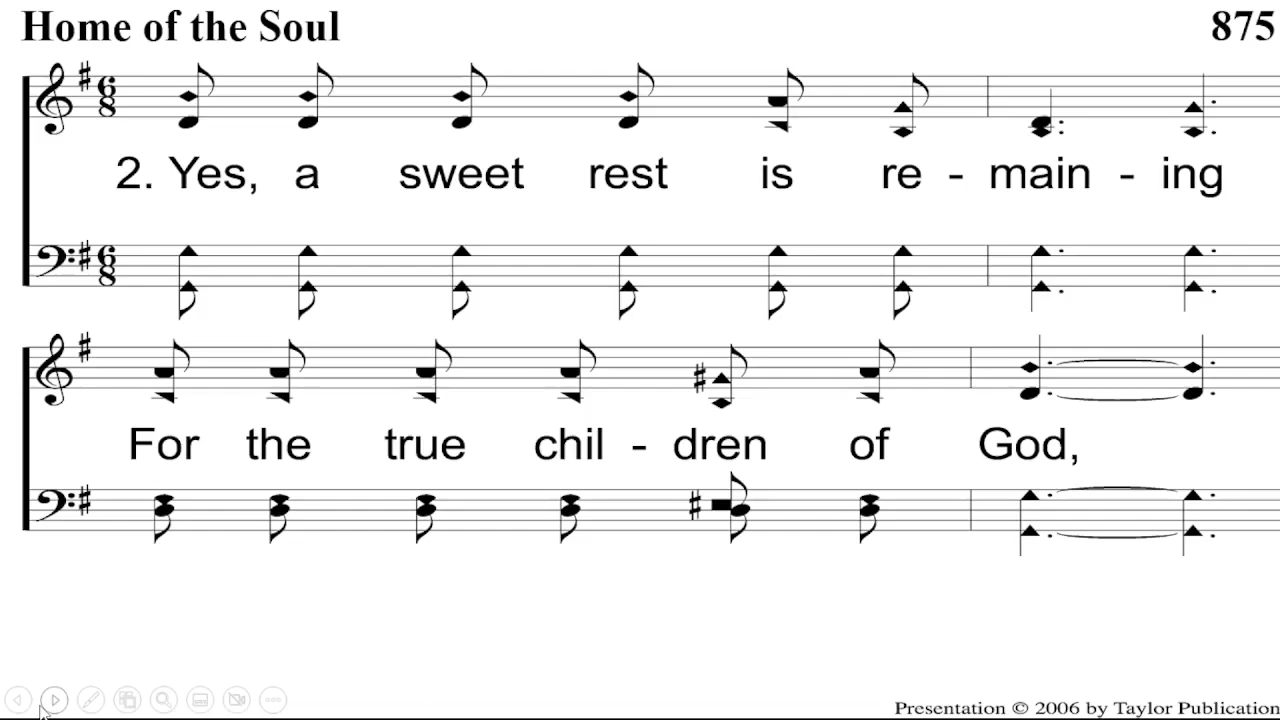 Home of the Soul 875
2. Yes, a sweet rest is re - main - ing
For the true chil - dren of God,
Presentation © 2006 by Taylor Publication